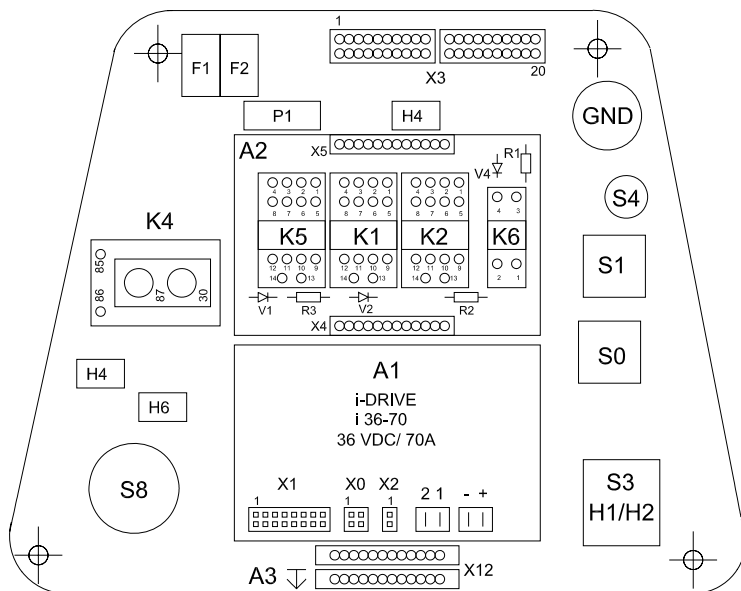 1
F1 F2
X3
20
P1
H4
GND
A2
X5
R1
V4
S4
K4
4 3 2 1
4 3 2 1
4 3 2 1
4 3
8 7 6 5
8 7 6 5
8 7 6 5
K5
K1
K2
K6
S1
85
86
87
30
12 11 10 9
12 11 10 9
12 11 10 9
2 1
14 13
14 13
14 13
V1
R3
V2
R2
X4
S0
H4
A1
H6
i-DRIVE
i 36-70
36 VDC/ 70A
S8
X1
X0
X2
2 1
- +
1
1
1
S3
H1/H2
A3
X12